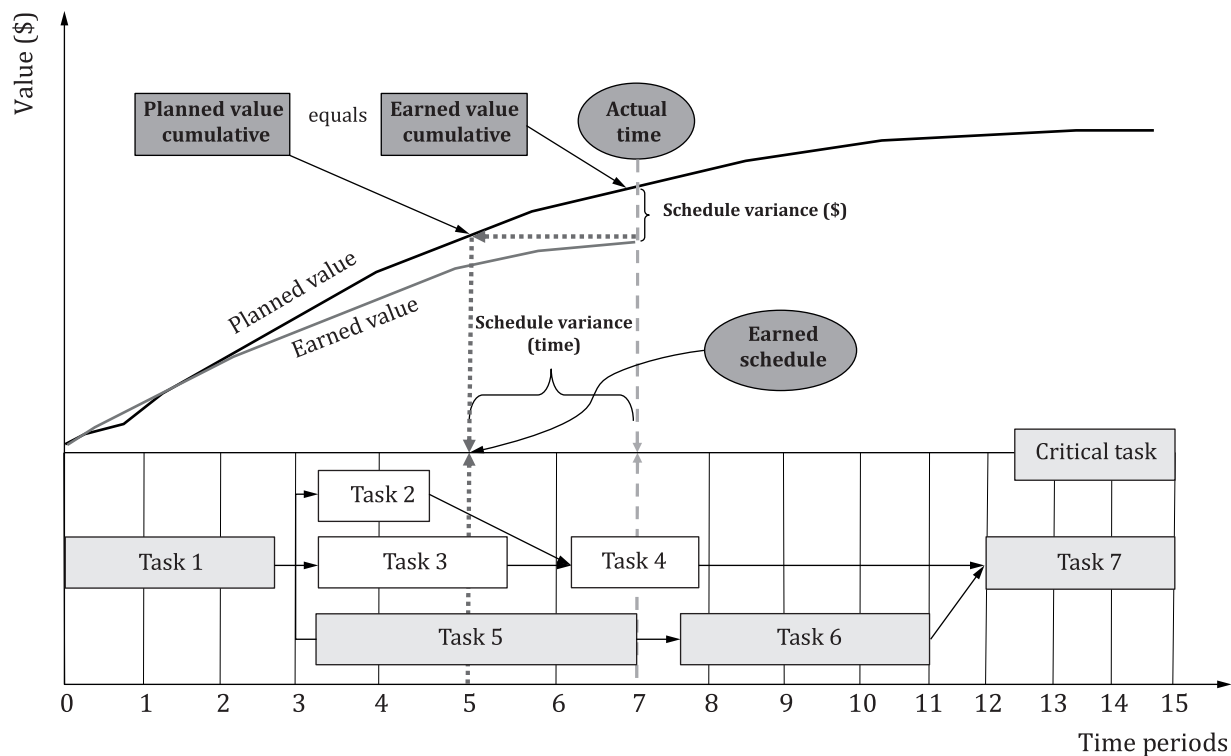 Value ($)
Planned value
cumulative
equals
Earned value
cumulative
Actual
time
Schedule variance ($)
Planned value
Earned value
Schedule variance
(time)
Earned
schedule
Critical task
Task 2
Task 1
Task 3
Task 4
Task 7
Task 5
Task 6
0 1 2 3 4 5 6 7 8 9 10 11 12 13 14 15
Time periods